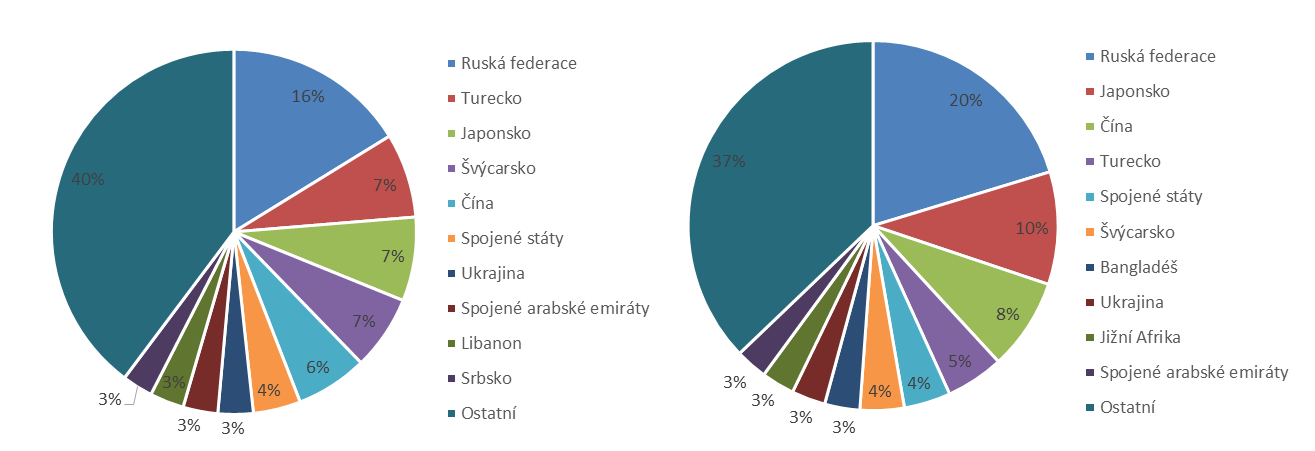 16%
7%
7%
7%
6%
4%
3%
3%
3%
3%
40%
Ruská federace
Turecko
Japonsko
Švýcarsko
Čína
Spojené státy
Ukrajina
Spojené arabské emiráty
Libanon
Srbsko
Ostatní
20%
10%
8%
5%
4%
4%
3%
3%
3%
3%
37%
Ruská federace
Japonsko
Čína
Turecko
Spojené státy
Švýcarsko
Bangladéš
Ukrajina
Jižní Afrika
Spojené arabské emiráty
Ostatní